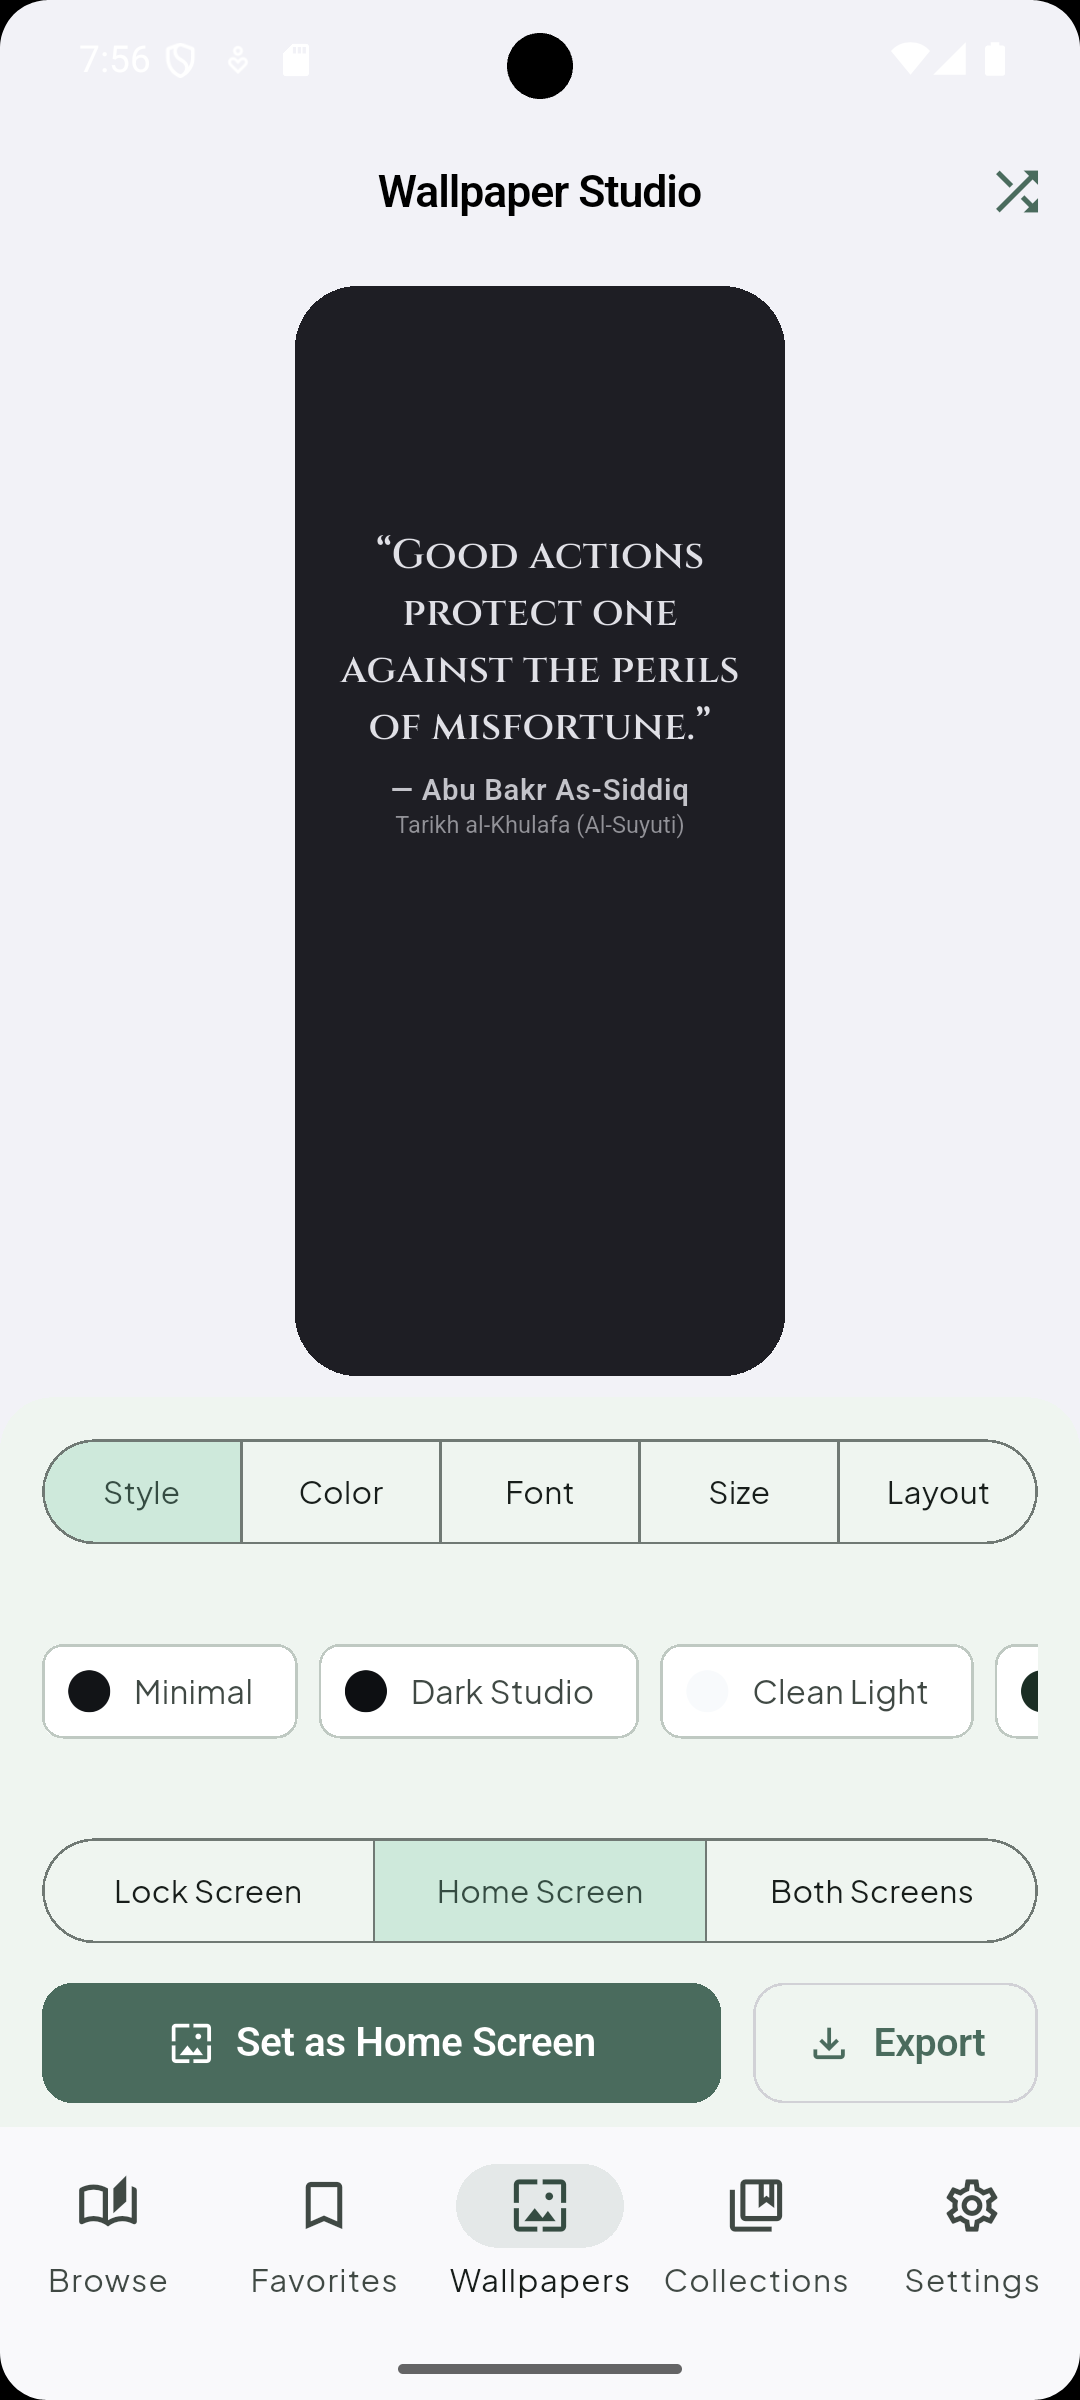 7:56
Wallpaper Studio
“Good actions
protect one
against the perils
of misfortune.”
— Abu Bakr As-Siddiq
Tarikh al-Khulafa (Al-Suyuti)
Style Color Font Size Layout
Minimal Dark Studio Clean Light
Lock Screen Home Screen Both Screens
Set as Home Screen Export
Browse Favorites Wallpapers Collections Settings